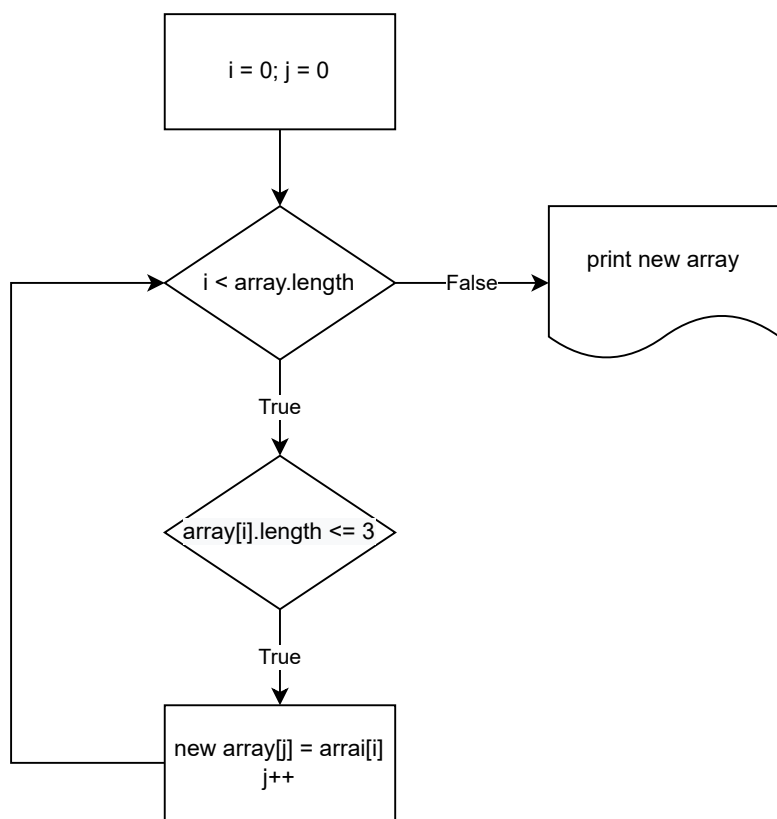 i = 0; j = 0
i < array.length
False
print new array
True
array[i].length <= 3
True
new array[j] = arrai[i]
j++